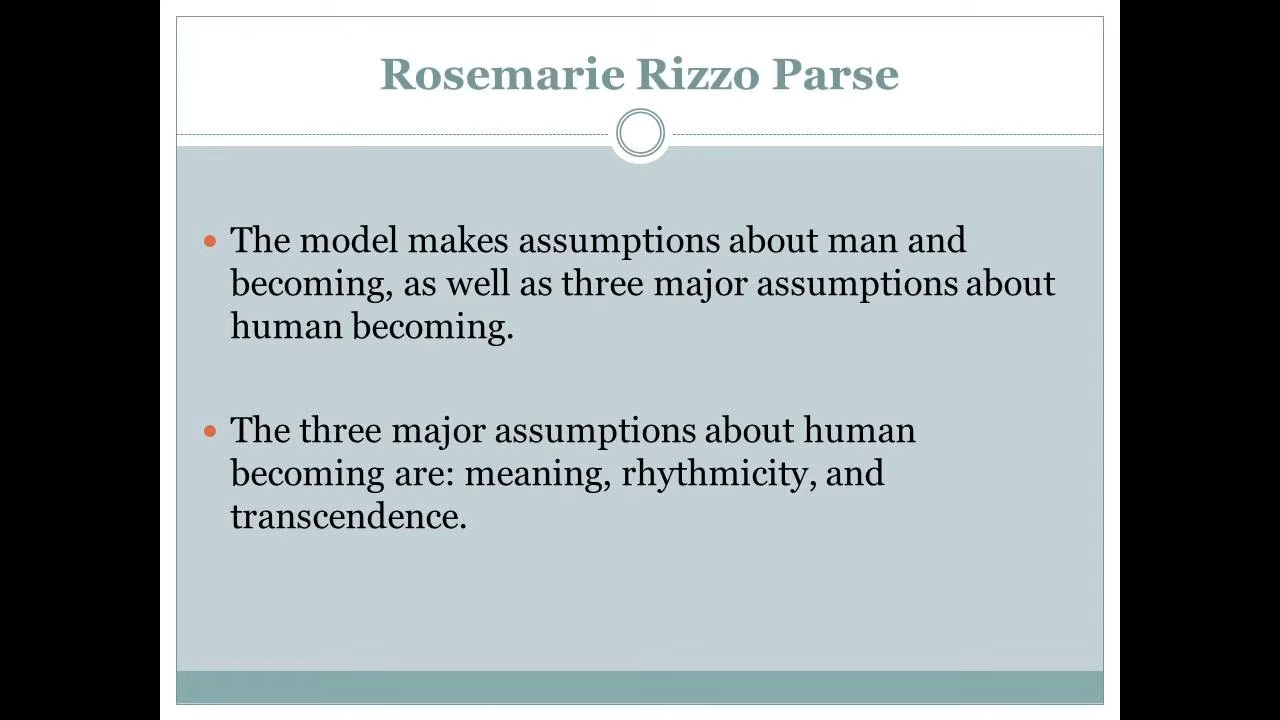 Rosemarie Rizzo Parse
The model makes assumptions about man and
becoming, as well as three major assumptions about
human becoming.
The three major assumptions about human
becoming are: meaning, rhythmicity, and
transcendence.